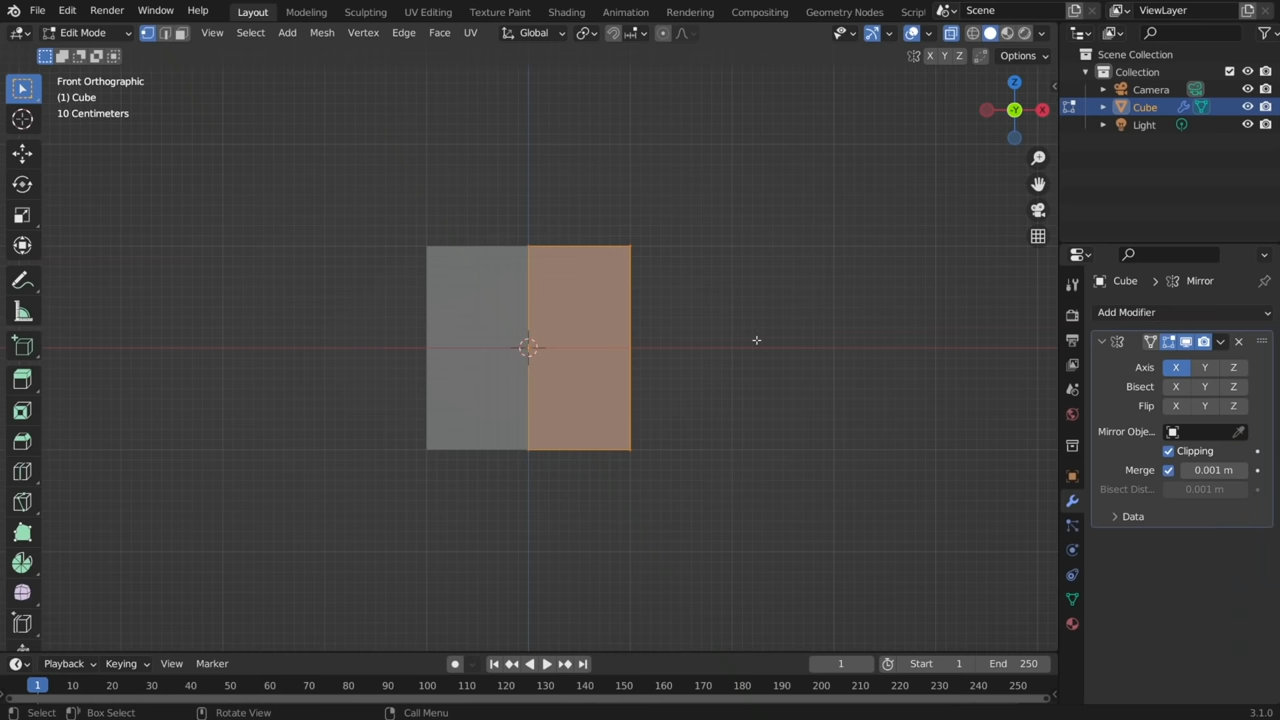 File Edit Render Window Help Layout Modeling Sculpting UV Editing Texture Paint Shading Animation Rendering Compositing Geometry Nodes Scrip Scene ViewLayer
Edit Mode View Select Add Mesh Vertex Edge Face UV Global
X Y Z Options
Front Orthographic
(1) Cube
10 Centimeters
Z
-Y
X
Scene Collection
Collection
Camera
Cube
Light
Cube > Mirror
Add Modifier
Axis X Y Z
Bisect X Y Z
Flip X Y Z
Mirror Obje...
Clipping
Merge 0.001 m
Bisect Dist... 0.001 m
Data
Playback Keying View Marker 1 Start 1 End 250
1 10 20 30 40 50 60 70 80 90 100 110 120 130 140 150 160 170 180 190 200 210 220 230 240 250
Select Box Select Rotate View Call Menu 3.1.0